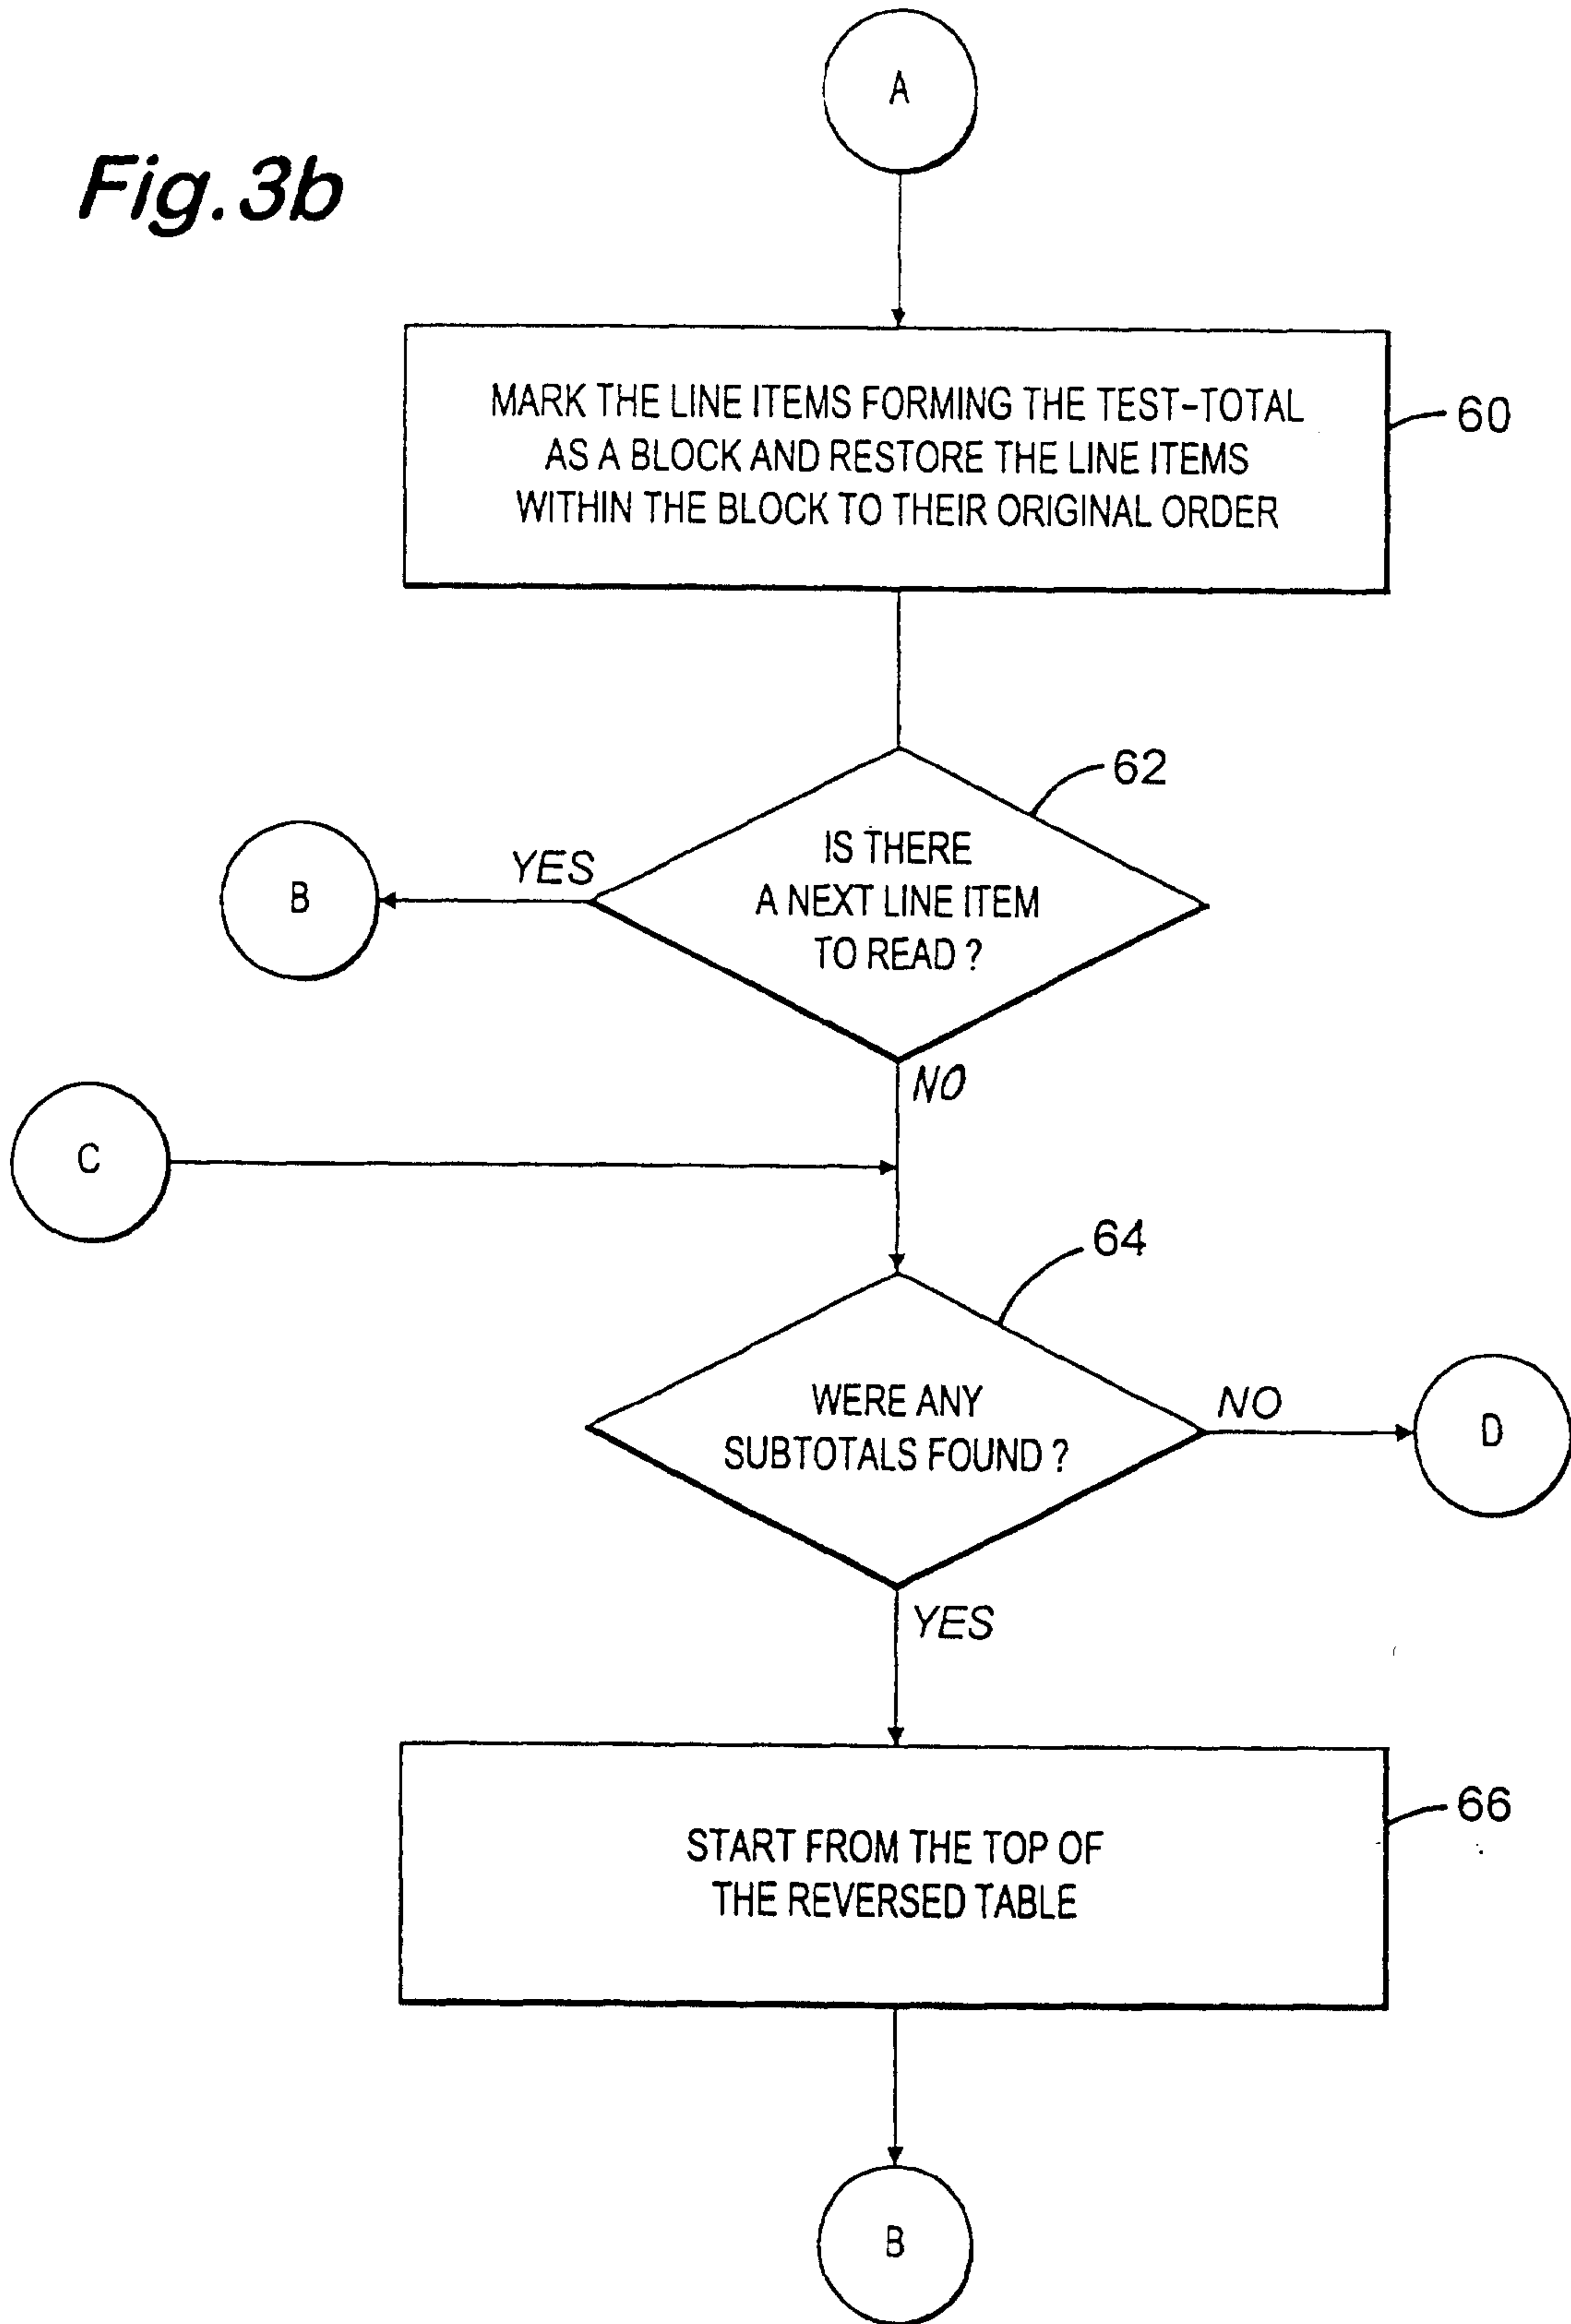 A
Fig.3b
MARK THE LINE ITEMS FORMING THE TEST-TOTAL
AS A BLOCK AND RESTORE THE LINE ITEMS
WITHIN THE BLOCK TO THEIR ORIGINAL ORDER
60
62
IS THERE
A NEXT LINE ITEM
TO READ ?
YES
B
NO
C
64
WERE ANY
SUBTOTALS FOUND ?
NO
D
YES
66
START FROM THE TOP OF
THE REVERSED TABLE
B